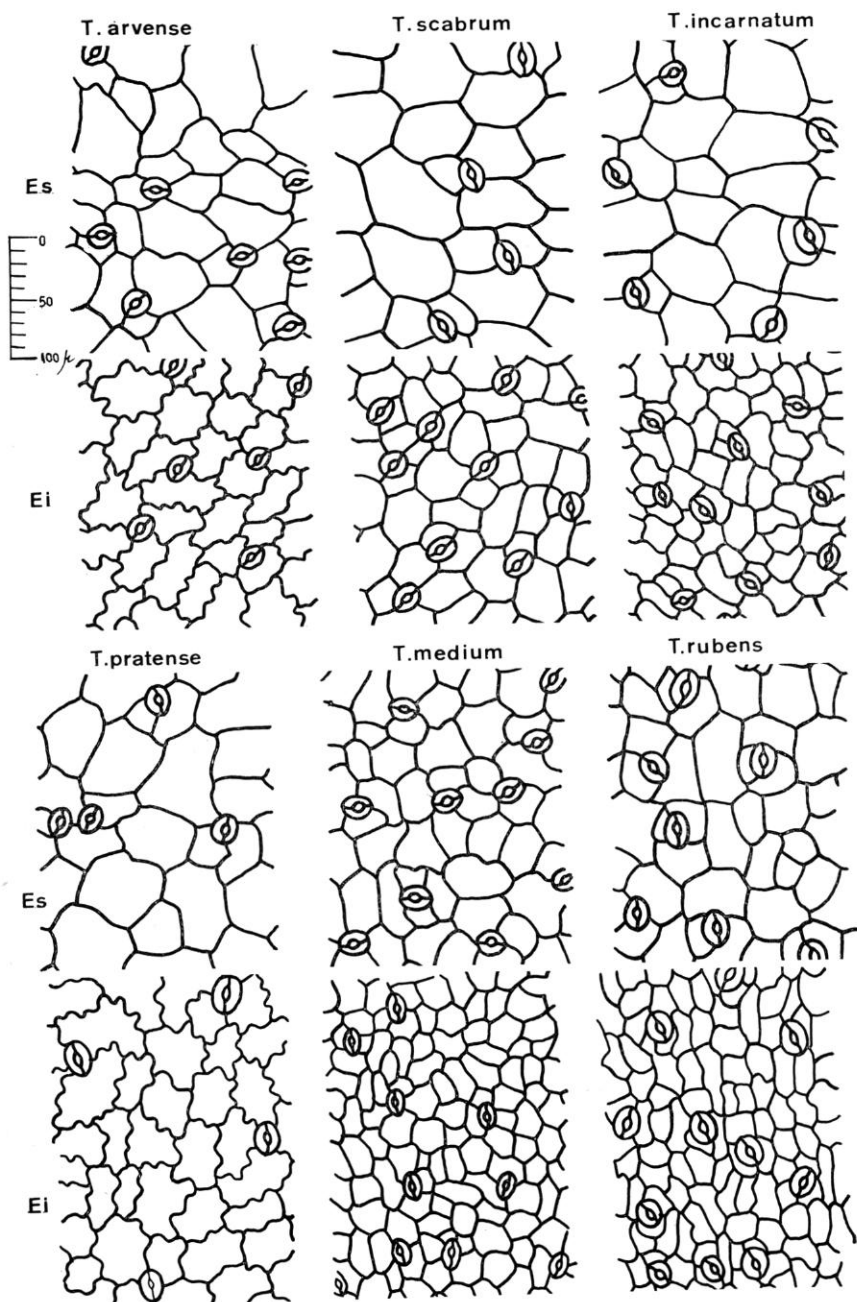 T. arvense T. scabrum T. incarnatum
Es
0
50
100 µ
Ei
T. pratense T. medium T. rubens
Es
Ei